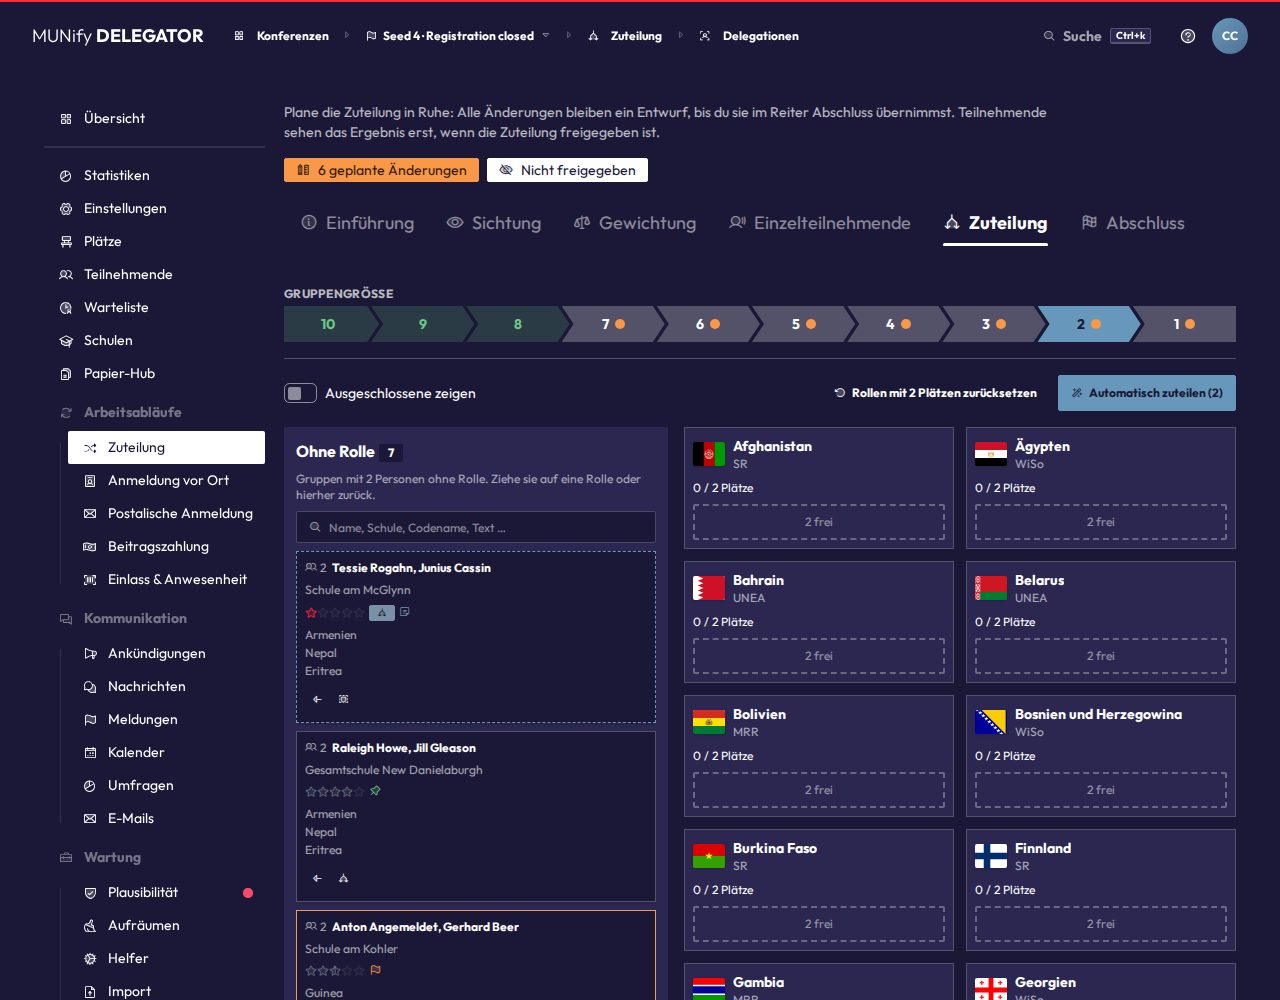 MUNify DELEGATOR
Konferenzen
Seed 4 · Registration closed
Zuteilung
Delegationen
Suche
Ctrl+k
CC
Übersicht
Statistiken
Einstellungen
Plätze
Teilnehmende
Warteliste
Schulen
Papier-Hub
Arbeitsabläufe
Zuteilung
Anmeldung vor Ort
Postalische Anmeldung
Beitragszahlung
Einlass & Anwesenheit
Kommunikation
Ankündigungen
Nachrichten
Meldungen
Kalender
Umfragen
E-Mails
Wartung
Plausibilität
Aufräumen
Helfer
Import
Plane die Zuteilung in Ruhe: Alle Änderungen bleiben ein Entwurf, bis du sie im Reiter Abschluss übernimmst. Teilnehmende
sehen das Ergebnis erst, wenn die Zuteilung freigegeben ist.
6 geplante Änderungen
Nicht freigegeben
Einführung
Sichtung
Gewichtung
Einzelteilnehmende
Zuteilung
Abschluss
GRUPPENGRÖSSE
10
9
8
7
6
5
4
3
2
1
Ausgeschlossene zeigen
Rollen mit 2 Plätzen zurücksetzen
Automatisch zuteilen (2)
Ohne Rolle 7
Gruppen mit 2 Personen ohne Rolle. Ziehe sie auf eine Rolle oder
hierher zurück.
Name, Schule, Codename, Text ...
2 Tessie Rogahn, Junius Cassin
Schule am McGlynn
Armenien
Nepal
Eritrea
2 Raleigh Howe, Jill Gleason
Gesamtschule New Danielaburgh
Armenien
Nepal
Eritrea
2 Anton Angemeldet, Gerhard Beer
Schule am Kohler
Guinea
Afghanistan
SR
0 / 2 Plätze
2 frei
Ägypten
WiSo
0 / 2 Plätze
2 frei
Bahrain
UNEA
0 / 2 Plätze
2 frei
Belarus
UNEA
0 / 2 Plätze
2 frei
Bolivien
MRR
0 / 2 Plätze
2 frei
Bosnien und Herzegowina
WiSo
0 / 2 Plätze
2 frei
Burkina Faso
SR
0 / 2 Plätze
2 frei
Finnland
SR
0 / 2 Plätze
2 frei
Gambia
MRR
Georgien
WiSo